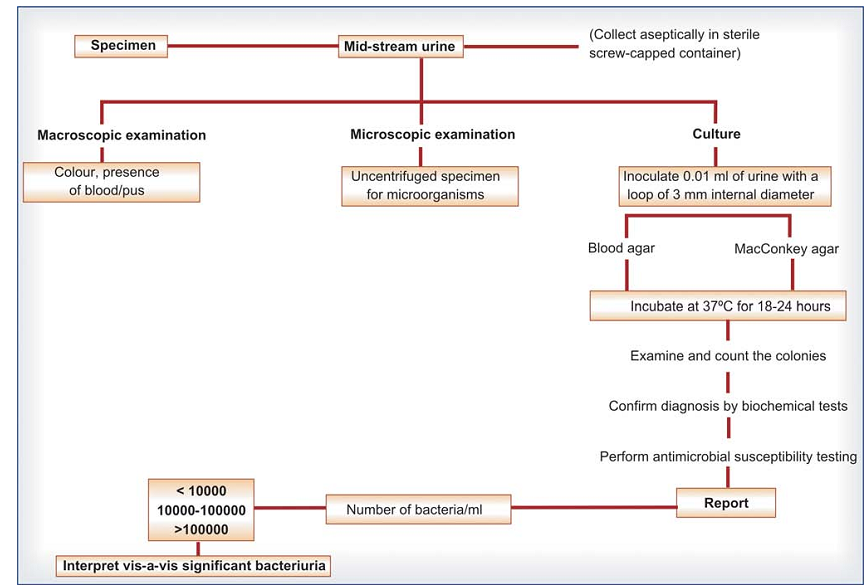 Specimen
Mid-stream urine
(Collect aseptically in sterile
screw-capped container)
Macroscopic examination
Microscopic examination
Culture
Colour, presence
of blood/pus
Uncentrifuged specimen
for microorganisms
Inoculate 0.01 ml of urine with a
loop of 3 mm internal diameter
Blood agar
MacConkey agar
Incubate at 37ºC for 18-24 hours
Examine and count the colonies
Confirm diagnosis by biochemical tests
Perform antimicrobial susceptibility testing
Report
Number of bacteria/ml
< 10000
10000-100000
>100000
Interpret vis-a-vis significant bacteriuria